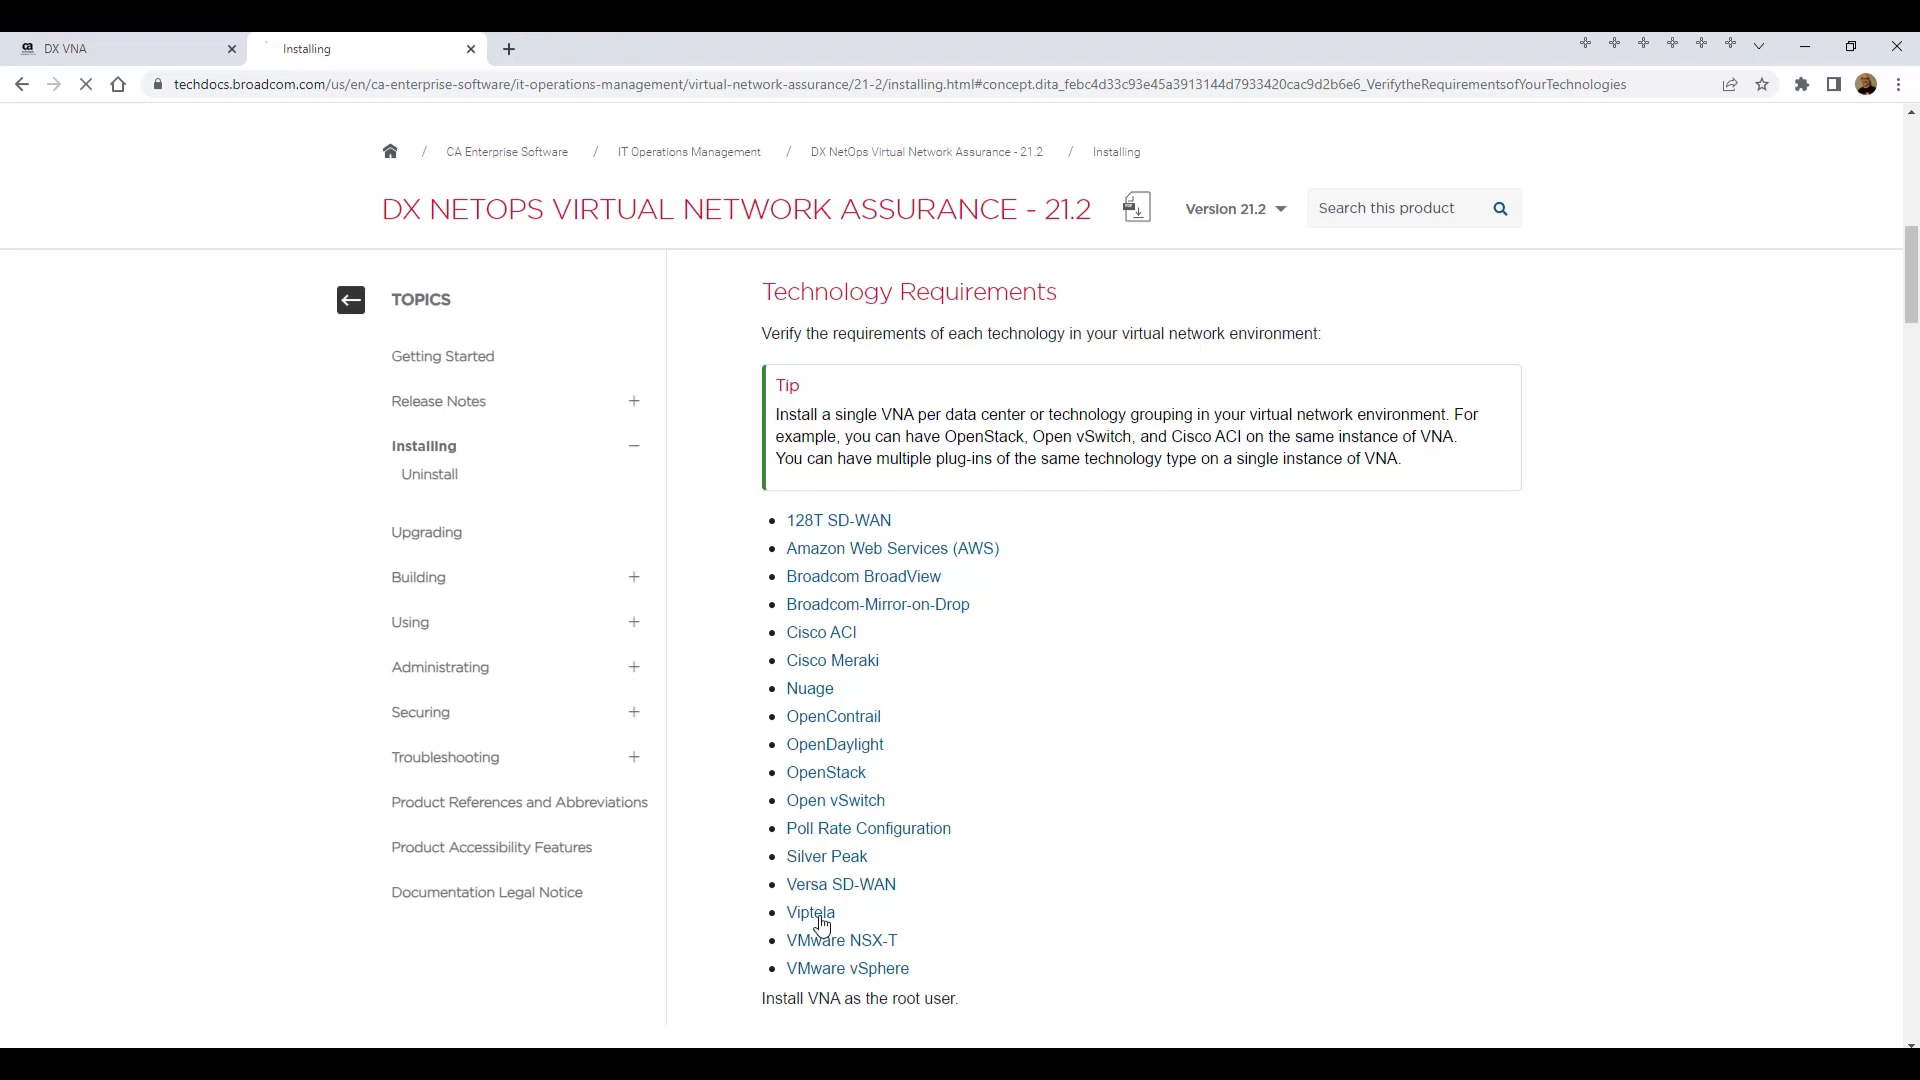 ca DX VNA
Installing
techdocs.broadcom.com/us/en/ca-enterprise-software/it-operations-management/virtual-network-assurance/21-2/installing.html#concept.dita_febc4d33c93e45a3913144d7933420cac9d2b6e6_VerifytheRequirementsofYourTechnologies
/ CA Enterprise Software / IT Operations Management / DX NetOps Virtual Network Assurance - 21.2 / Installing
DX NETOPS VIRTUAL NETWORK ASSURANCE - 21.2
Version 21.2
Search this product
TOPICS
Getting Started
Release Notes
Installing
Uninstall
Upgrading
Building
Using
Administrating
Securing
Troubleshooting
Product References and Abbreviations
Product Accessibility Features
Documentation Legal Notice
Technology Requirements
Verify the requirements of each technology in your virtual network environment:
Tip
Install a single VNA per data center or technology grouping in your virtual network environment. For
example, you can have OpenStack, Open vSwitch, and Cisco ACI on the same instance of VNA.
You can have multiple plug-ins of the same technology type on a single instance of VNA.
• 128T SD-WAN
• Amazon Web Services (AWS)
• Broadcom BroadView
• Broadcom-Mirror-on-Drop
• Cisco ACI
• Cisco Meraki
• Nuage
• OpenContrail
• OpenDaylight
• OpenStack
• Open vSwitch
• Poll Rate Configuration
• Silver Peak
• Versa SD-WAN
• Viptela
• VMware NSX-T
• VMware vSphere
Install VNA as the root user.